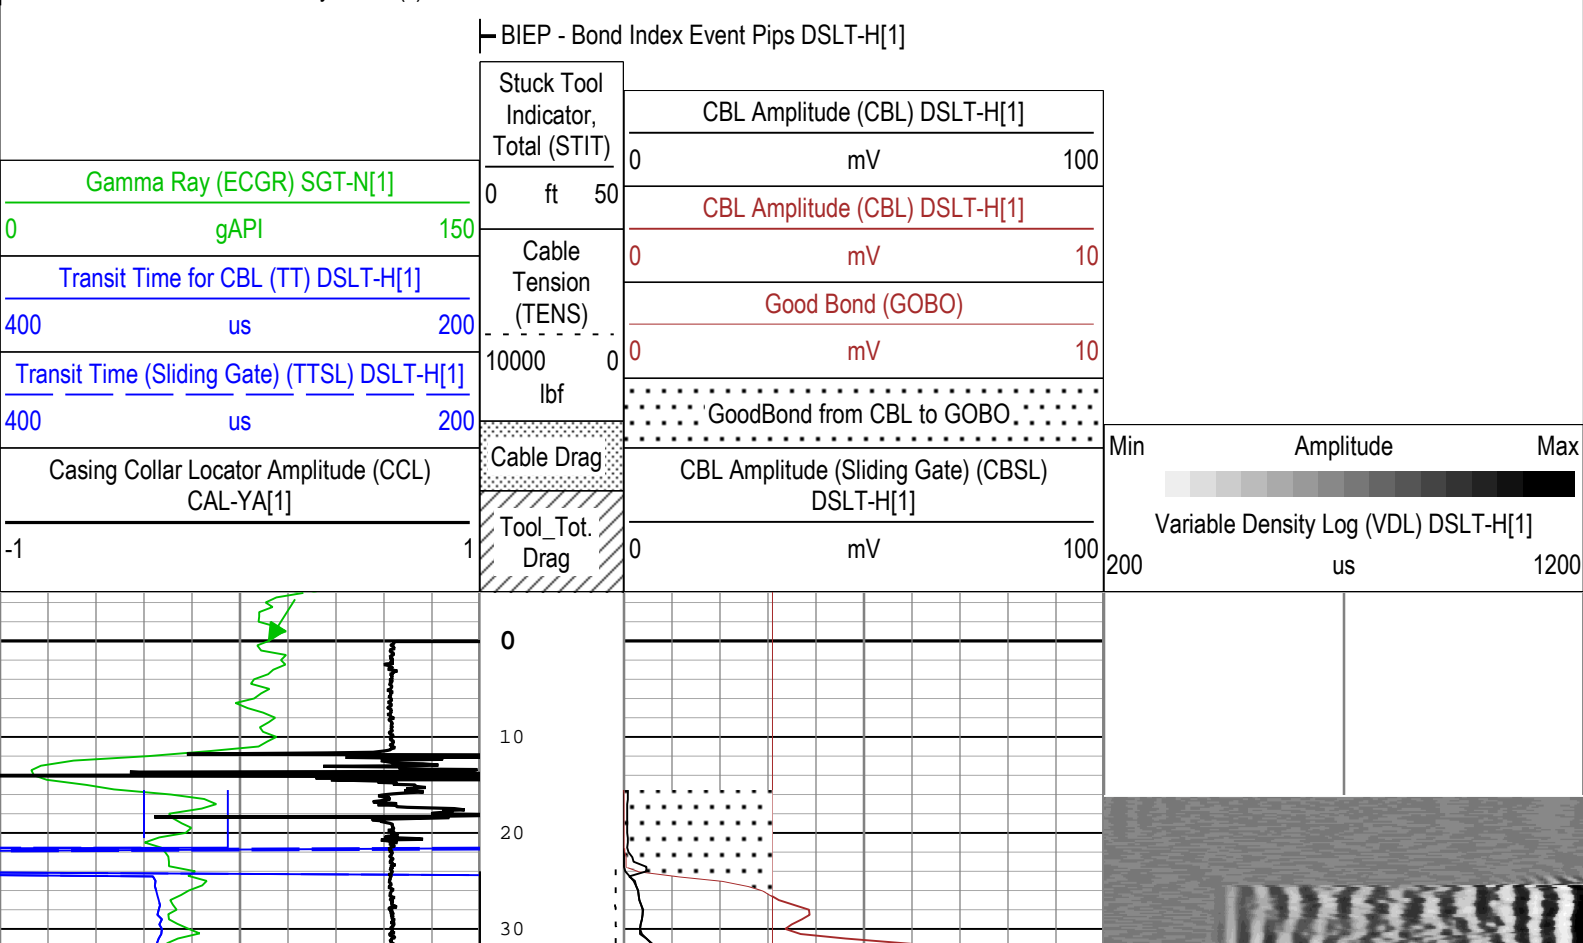 BIEP - Bond Index Event Pips DSLT-H[1]
Stuck Tool
Indicator,
Total (STIT)
0 ft 50
Cable
Tension
(TENS)
10000 0
lbf
Cable Drag
Tool_Tot.
Drag
CBL Amplitude (CBL) DSLT-H[1]
0 mV 100
CBL Amplitude (CBL) DSLT-H[1]
0 mV 10
Good Bond (GOBO)
0 mV 10
GoodBond from CBL to GOBO
CBL Amplitude (Sliding Gate) (CBSL)
DSLT-H[1]
0 mV 100
Gamma Ray (ECGR) SGT-N[1]
0 gAPI 150
Transit Time for CBL (TT) DSLT-H[1]
400 us 200
Transit Time (Sliding Gate) (TTSL) DSLT-H[1]
400 us 200
Casing Collar Locator Amplitude (CCL)
CAL-YA[1]
-1 1
Min Amplitude Max
Variable Density Log (VDL) DSLT-H[1]
200 us 1200
0
10
20
30